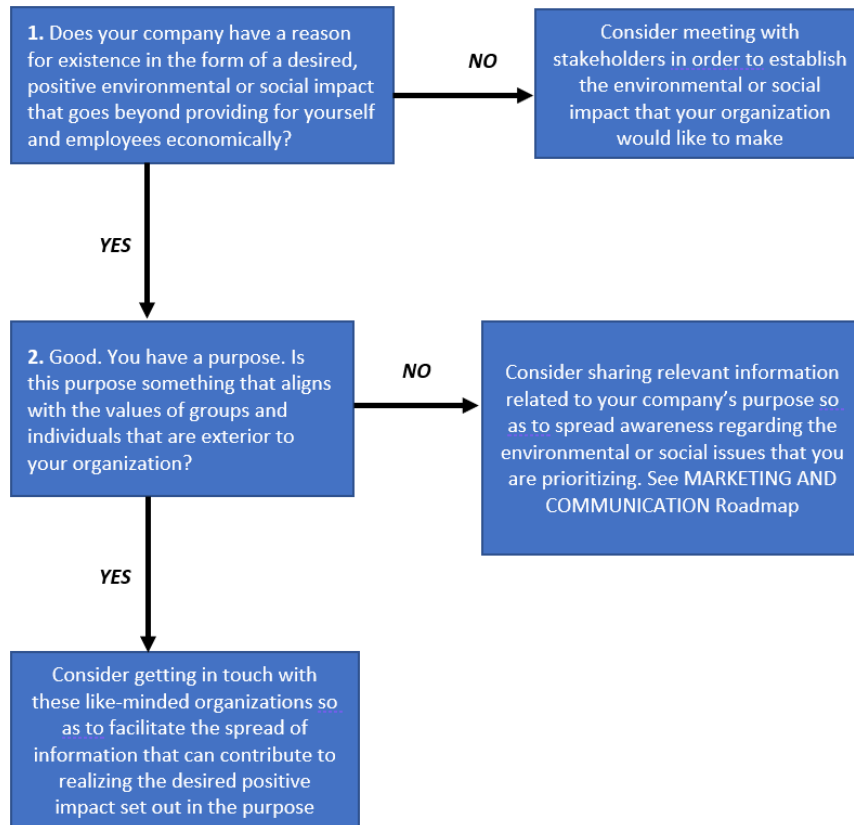 1. Does your company have a reason
for existence in the form of a desired,
positive environmental or social impact
that goes beyond providing for yourself
and employees economically?
NO
Consider meeting with
stakeholders in order to establish
the environmental or social
impact that your organization
would like to make
YES
2. Good. You have a purpose. Is
this purpose something that aligns
with the values of groups and
individuals that are exterior to
your organization?
NO
Consider sharing relevant information
related to your company’s purpose so
as to spread awareness regarding the
environmental or social issues that you
are prioritizing. See MARKETING AND
COMMUNICATION Roadmap
YES
Consider getting in touch with
these like-minded organizations so
as to facilitate the spread of
information that can contribute to
realizing the desired positive
impact set out in the purpose